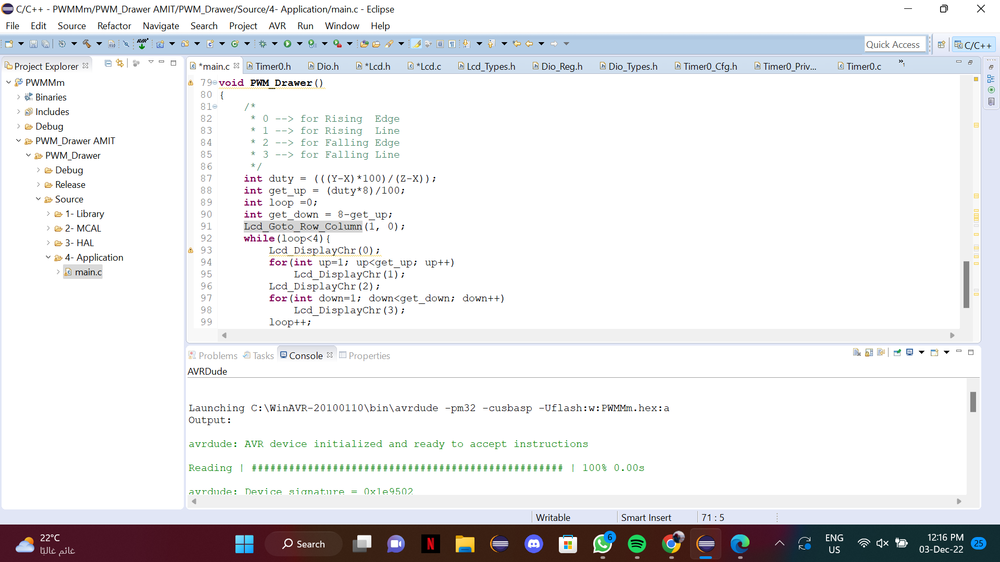 C/C++ - PWMMm/PWM_Drawer AMIT/PWM_Drawer/Source/4- Application/main.c - Eclipse
File Edit Source Refactor Navigate Search Project AVR Run Window Help
Quick Access
C/C++
Project Explorer
PWMMm
Binaries
Includes
Debug
PWM_Drawer AMIT
PWM_Drawer
Debug
Release
Source
1- Library
2- MCAL
3- HAL
4- Application
main.c
*main.c Timer0.h Dio.h *Lcd.h *Lcd.c Lcd_Types.h Dio_Reg.h Dio_Types.h Timer0_Cfg.h Timer0_Priv... Timer0.c »1
79 void PWM_Drawer()
80 {
81 /*
82 * 0 --> for Rising  Edge
83 * 1 --> for Rising  Line
84 * 2 --> for Falling Edge
85 * 3 --> for Falling Line
86 */
87 int duty = (((Y-X)*100)/(Z-X));
88 int get_up = (duty*8)/100;
89 int loop =0;
90 int get_down = 8-get_up;
91 Lcd_Goto_Row_Column(1, 0);
92 while(loop<4){
93 Lcd_DisplayChr(0);
94 for(int up=1; up<get_up; up++)
95 Lcd_DisplayChr(1);
96 Lcd_DisplayChr(2);
97 for(int down=1; down<get_down; down++)
98 Lcd_DisplayChr(3);
99 loop++;
Problems Tasks Console Properties
AVRDude
Launching C:\WinAVR-20100110\bin\avrdude -pm32 -cusbasp -Uflash:w:PWMMm.hex:a
Output:
avrdude: AVR device initialized and ready to accept instructions
Reading | ################################################## | 100% 0.00s
avrdude: Device signature = 0x1e9502
Writable Smart Insert 71 : 5
22°C
غائم غالبًا
Search
6
ENG
US
12:16 PM
03-Dec-22
25